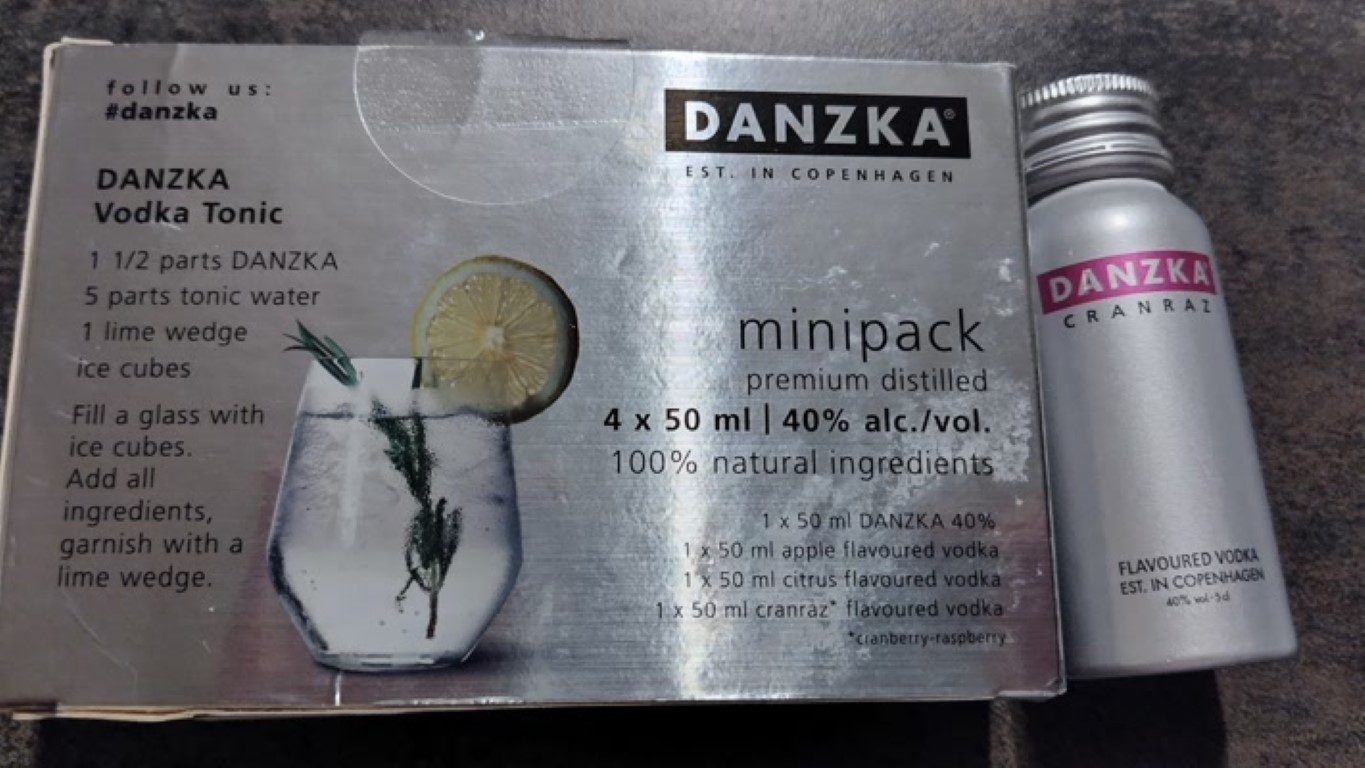 follow us:
#danzka
DANZKA
Vodka Tonic
1 1/2 parts DANZKA
5 parts tonic water
1 lime wedge
ice cubes
Fill a glass with
ice cubes.
Add all
ingredients,
garnish with a
lime wedge.
DANZKA®
EST. IN COPENHAGEN
minipack
premium distilled
4 x 50 ml | 40% alc./vol.
100% natural ingredients
1 x 50 ml DANZKA 40%
1 x 50 ml apple flavoured vodka
1 x 50 ml citrus flavoured vodka
1 x 50 ml cranraz* flavoured vodka
*cranberry-raspberry
DANZKA
CRANRAZ
FLAVOURED VODKA
EST. IN COPENHAGEN
40% vol · 5 cl